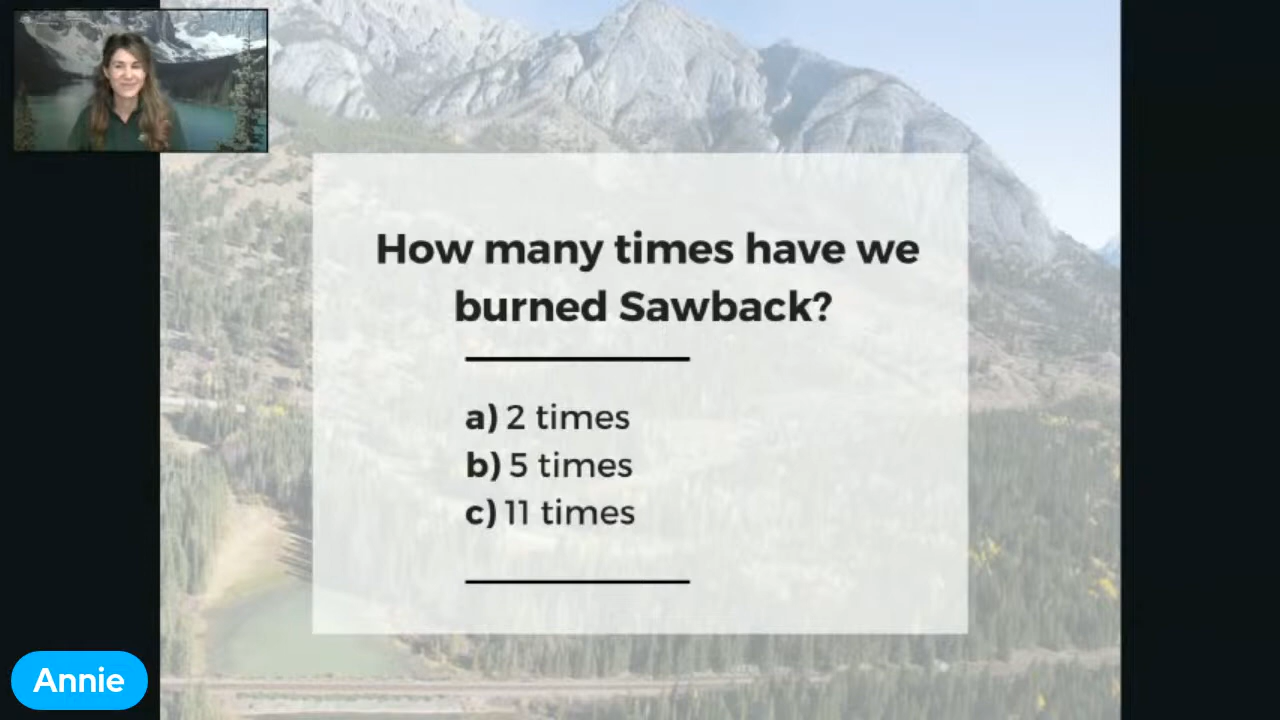 How many times have we
burned Sawback?
a) 2 times
b) 5 times
c) 11 times
Annie